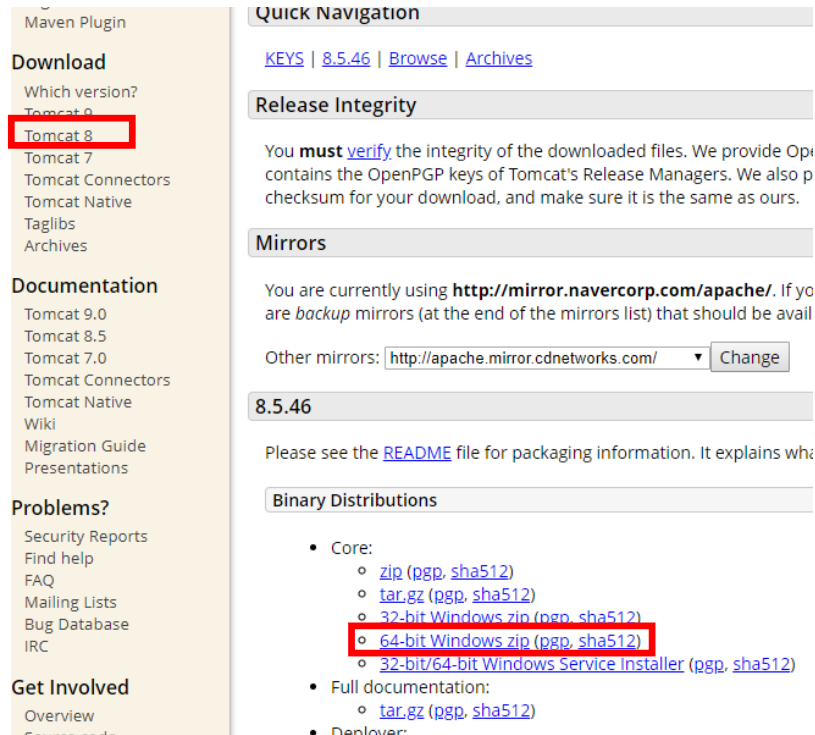 Maven Plugin
Download
Which version?
Tomcat 9
Tomcat 8
Tomcat 7
Tomcat Connectors
Tomcat Native
Taglibs
Archives
Documentation
Tomcat 9.0
Tomcat 8.5
Tomcat 7.0
Tomcat Connectors
Tomcat Native
Wiki
Migration Guide
Presentations
Problems?
Security Reports
Find help
FAQ
Mailing Lists
Bug Database
IRC
Get Involved
Overview
Source code
Quick Navigation
KEYS | 8.5.46 | Browse | Archives
Release Integrity
You must verify the integrity of the downloaded files. We provide Ope
contains the OpenPGP keys of Tomcat's Release Managers. We also p
checksum for your download, and make sure it is the same as ours.
Mirrors
You are currently using http://mirror.navercorp.com/apache/. If yo
are backup mirrors (at the end of the mirrors list) that should be avail
Other mirrors: http://apache.mirror.cdnetworks.com/ ▼ Change
8.5.46
Please see the README file for packaging information. It explains wha
Binary Distributions
• Core:
○ zip (pgp, sha512)
○ tar.gz (pgp, sha512)
○ 32-bit Windows zip (pgp, sha512)
○ 64-bit Windows zip (pgp, sha512)
○ 32-bit/64-bit Windows Service Installer (pgp, sha512)
• Full documentation:
○ tar.gz (pgp, sha512)
• Deployer: